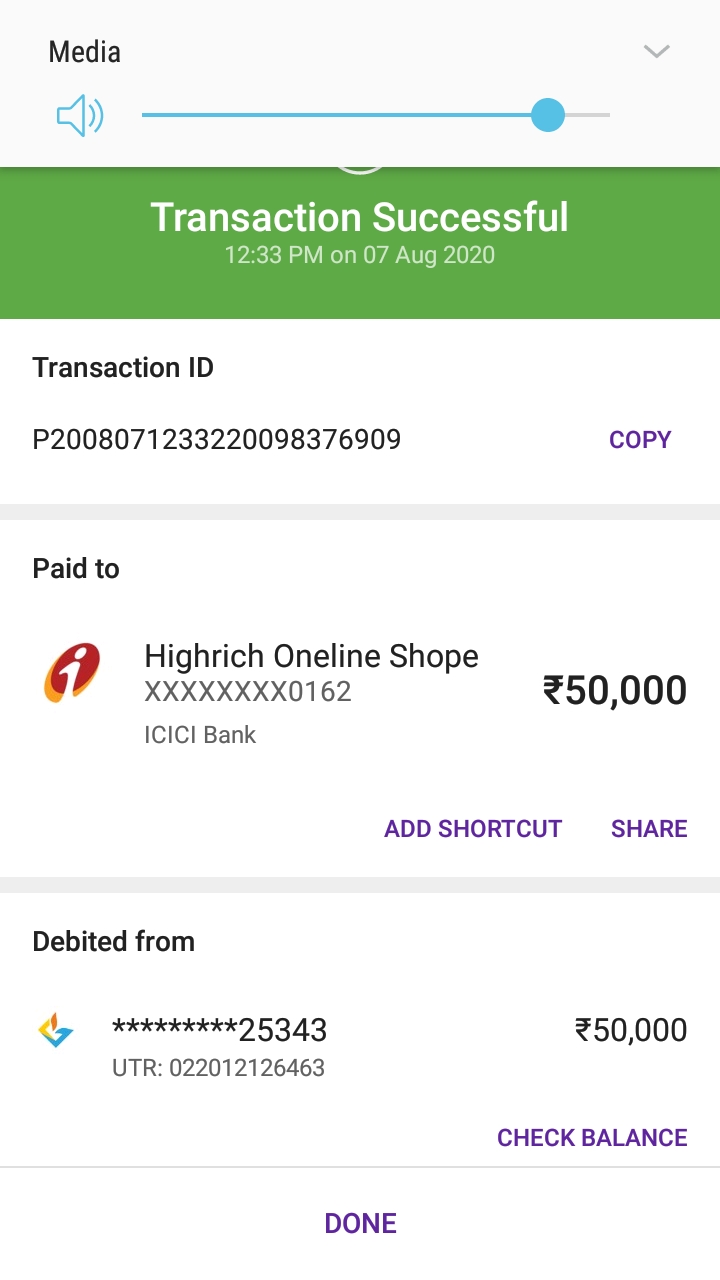 Media
Transaction Successful
12:33 PM on 07 Aug 2020
Transaction ID
P2008071233220098376909
COPY
Paid to
Highrich Oneline Shope
XXXXXXXX0162
₹50,000
ICICI Bank
ADD SHORTCUT
SHARE
Debited from
*********25343
₹50,000
UTR: 022012126463
CHECK BALANCE
DONE